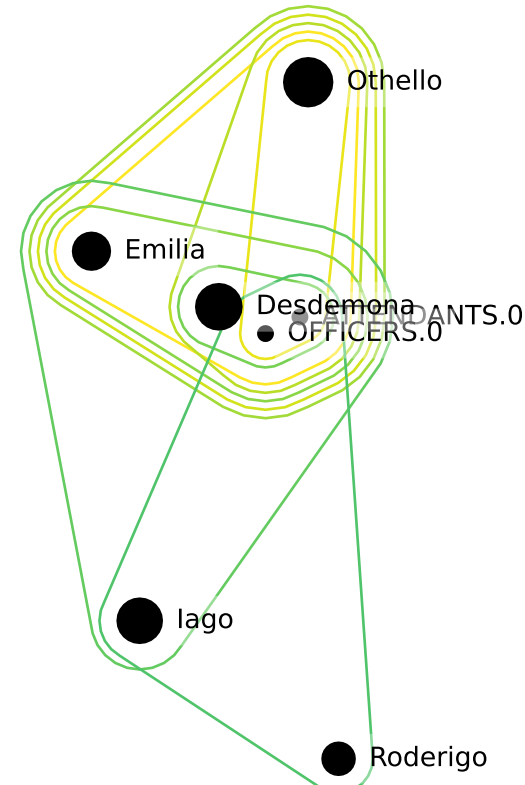 Othello
Emilia
Desdemona
ATTENDANTS.0
OFFICERS.0
Iago
Roderigo